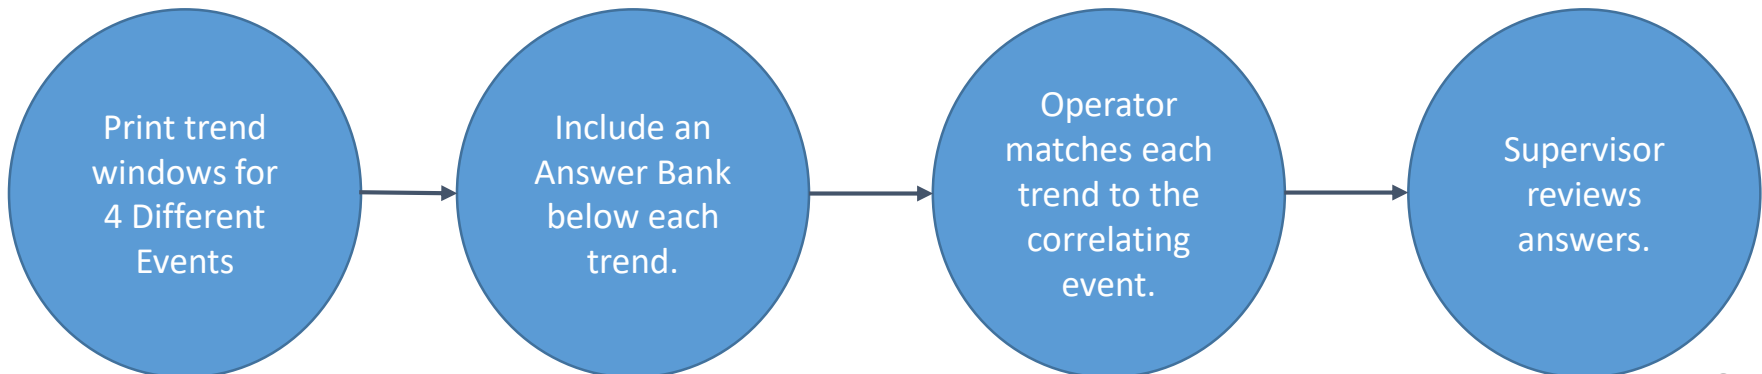 Print trend
windows for
4 Different
Events
Include an
Answer Bank
below each
trend.
Operator
matches each
trend to the
correlating
event.
Supervisor
reviews
answers.